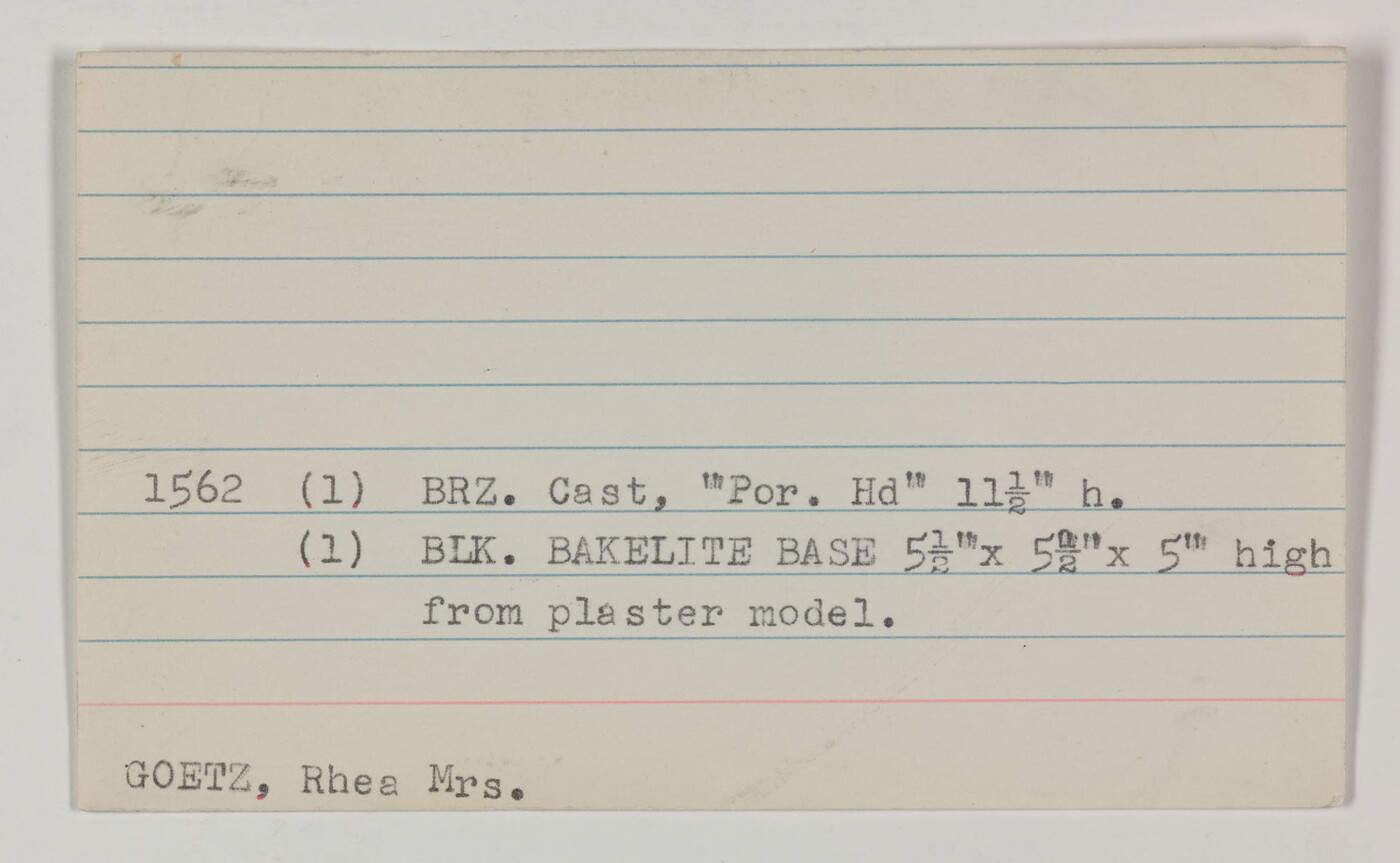 1562 (1) BRZ. Cast, "Por. Hd" 11½" h.
(1) BLK. BAKELITE BASE 5½"x 5½"x 5" high
from plaster model.
GOETZ, Rhea Mrs.